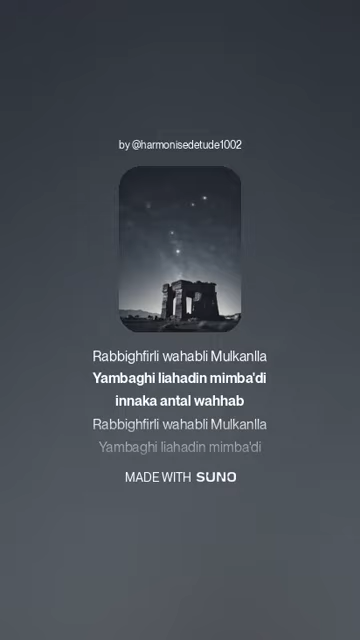 by @harmonisedetude1002
Rabbighfirli wahabli Mulkanlla
Yambaghi liahadin mimba'di
innaka antal wahhab
Rabbighfirli wahabli Mulkanlla
Yambaghi liahadin mimba'di
MADE WITH SUNO